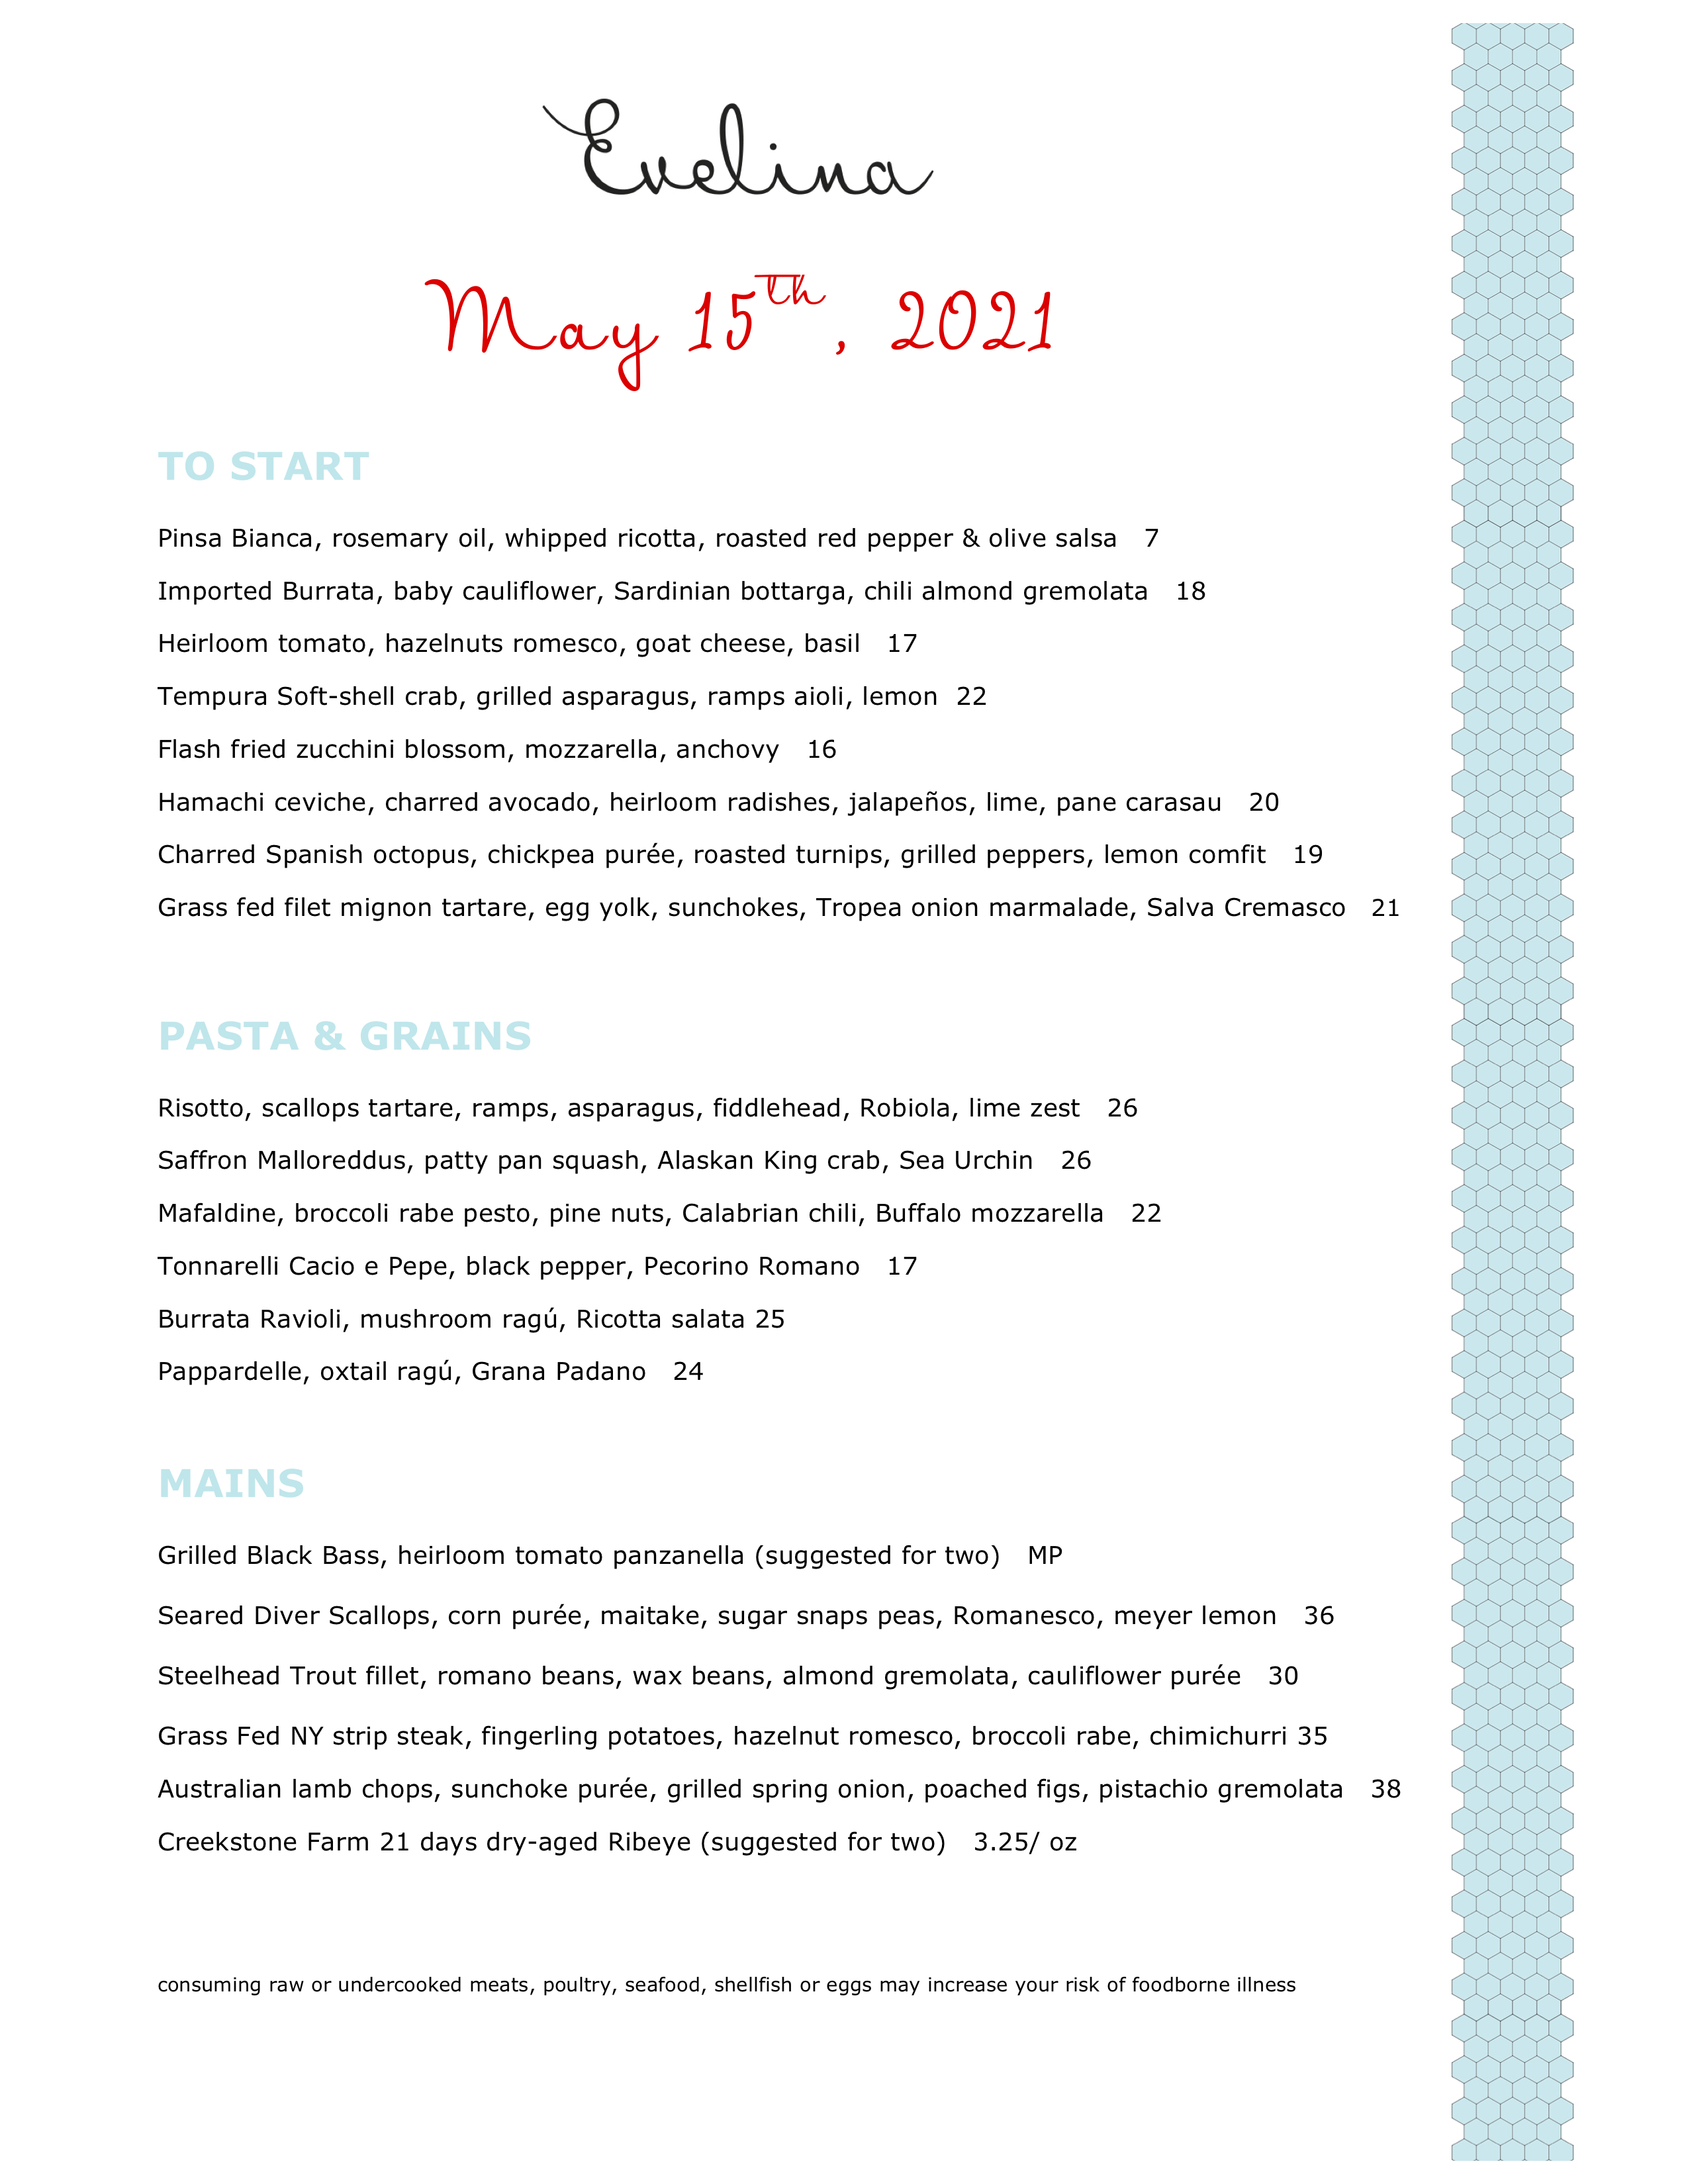 Evelina
May 15th, 2021
TO START
Pinsa Bianca, rosemary oil, whipped ricotta, roasted red pepper & olive salsa 7
Imported Burrata, baby cauliflower, Sardinian bottarga, chili almond gremolata 18
Heirloom tomato, hazelnuts romesco, goat cheese, basil 17
Tempura Soft-shell crab, grilled asparagus, ramps aioli, lemon 22
Flash fried zucchini blossom, mozzarella, anchovy 16
Hamachi ceviche, charred avocado, heirloom radishes, jalapeños, lime, pane carasau 20
Charred Spanish octopus, chickpea purée, roasted turnips, grilled peppers, lemon comfit 19
Grass fed filet mignon tartare, egg yolk, sunchokes, Tropea onion marmalade, Salva Cremasco 21
PASTA & GRAINS
Risotto, scallops tartare, ramps, asparagus, fiddlehead, Robiola, lime zest 26
Saffron Malloreddus, patty pan squash, Alaskan King crab, Sea Urchin 26
Mafaldine, broccoli rabe pesto, pine nuts, Calabrian chili, Buffalo mozzarella 22
Tonnarelli Cacio e Pepe, black pepper, Pecorino Romano 17
Burrata Ravioli, mushroom ragú, Ricotta salata 25
Pappardelle, oxtail ragú, Grana Padano 24
MAINS
Grilled Black Bass, heirloom tomato panzanella (suggested for two) MP
Seared Diver Scallops, corn purée, maitake, sugar snaps peas, Romanesco, meyer lemon 36
Steelhead Trout fillet, romano beans, wax beans, almond gremolata, cauliflower purée 30
Grass Fed NY strip steak, fingerling potatoes, hazelnut romesco, broccoli rabe, chimichurri 35
Australian lamb chops, sunchoke purée, grilled spring onion, poached figs, pistachio gremolata 38
Creekstone Farm 21 days dry-aged Ribeye (suggested for two) 3.25/ oz
consuming raw or undercooked meats, poultry, seafood, shellfish or eggs may increase your risk of foodborne illness